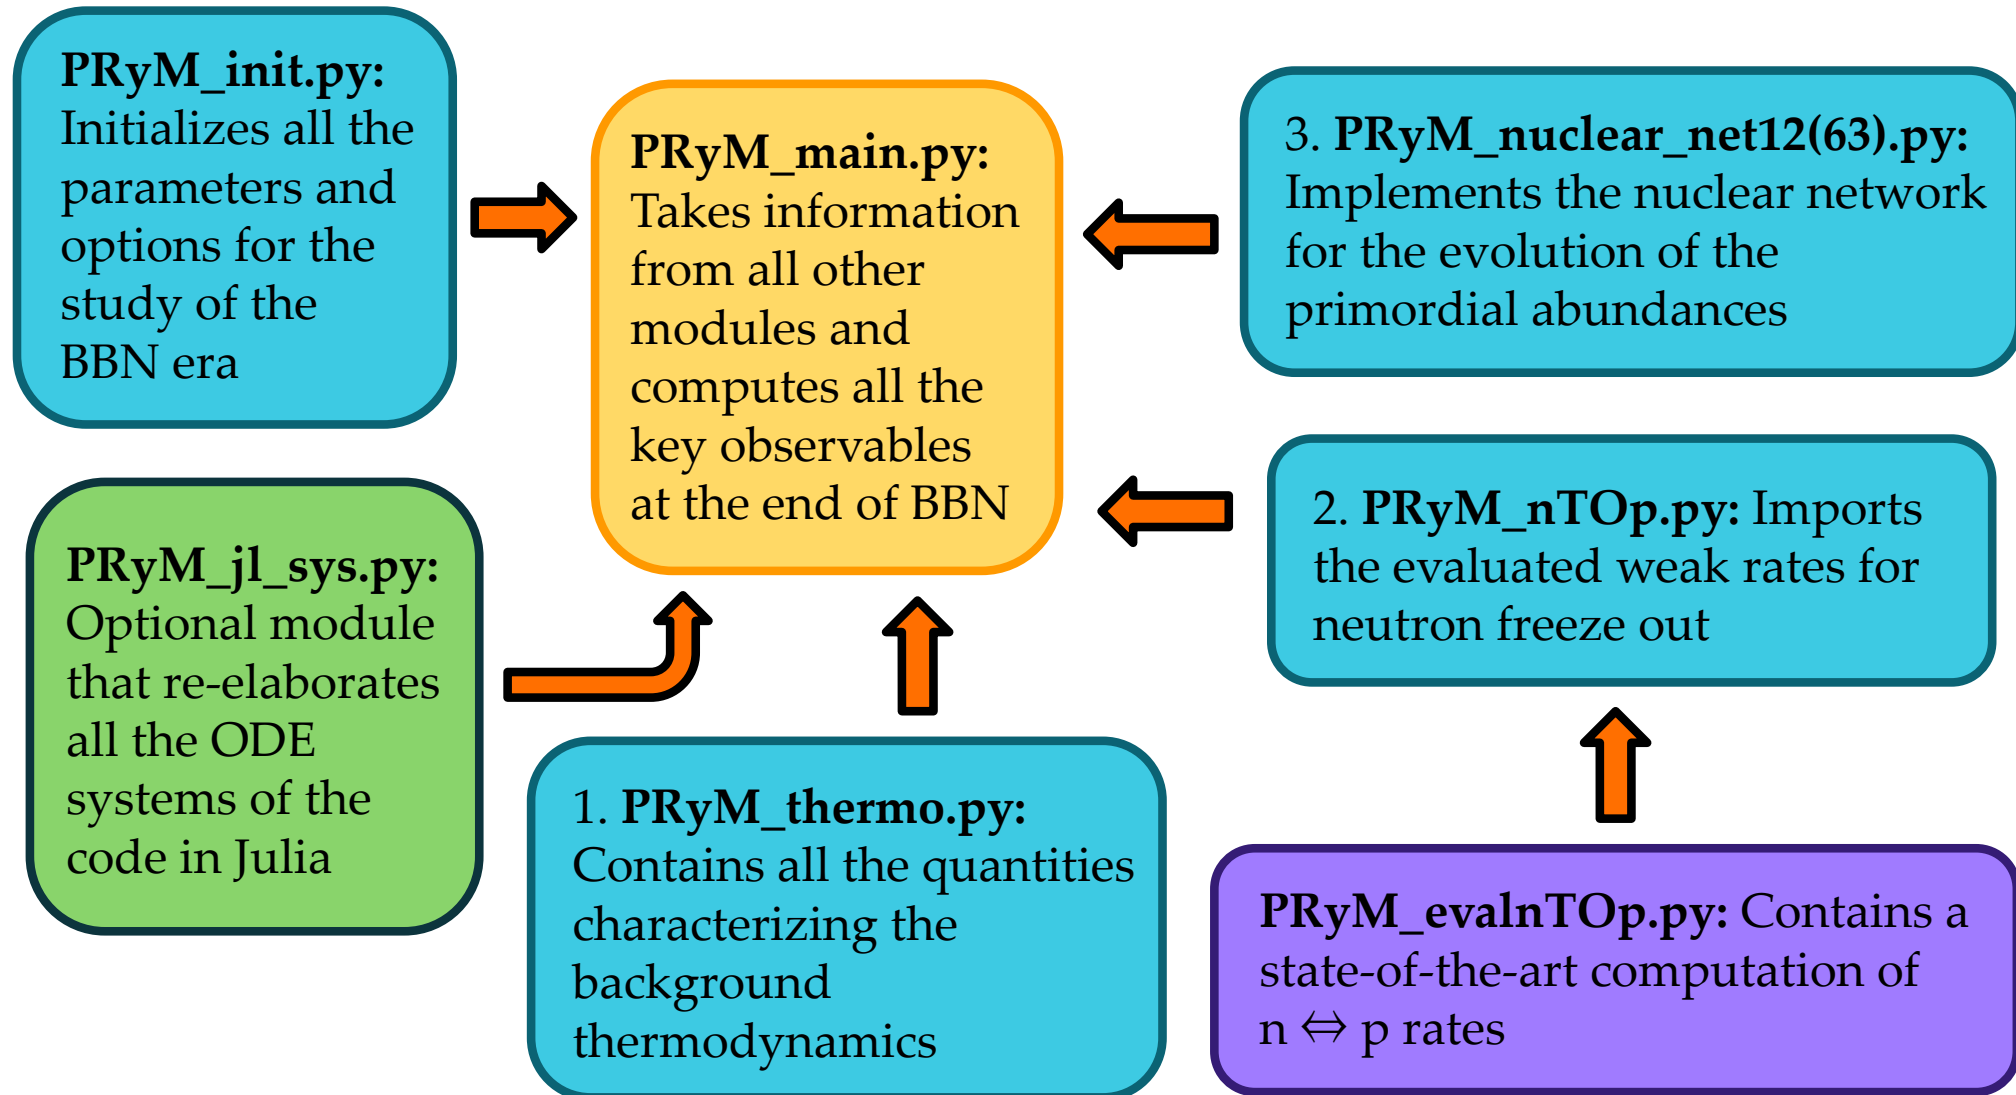 PRyM_init.py:
Initializes all the
parameters and
options for the
study of the
BBN era
PRyM_jl_sys.py:
Optional module
that re-elaborates
all the ODE
systems of the
code in Julia
PRyM_main.py:
Takes information
from all other
modules and
computes all the
key observables
at the end of BBN
1. PRyM_thermo.py:
Contains all the quantities
characterizing the
background
thermodynamics
3. PRyM_nuclear_net12(63).py:
Implements the nuclear network
for the evolution of the
primordial abundances
2. PRyM_nTOp.py: Imports
the evaluated weak rates for
neutron freeze out
PRyM_evalnTOp.py: Contains a
state-of-the-art computation of
n ⇔ p rates